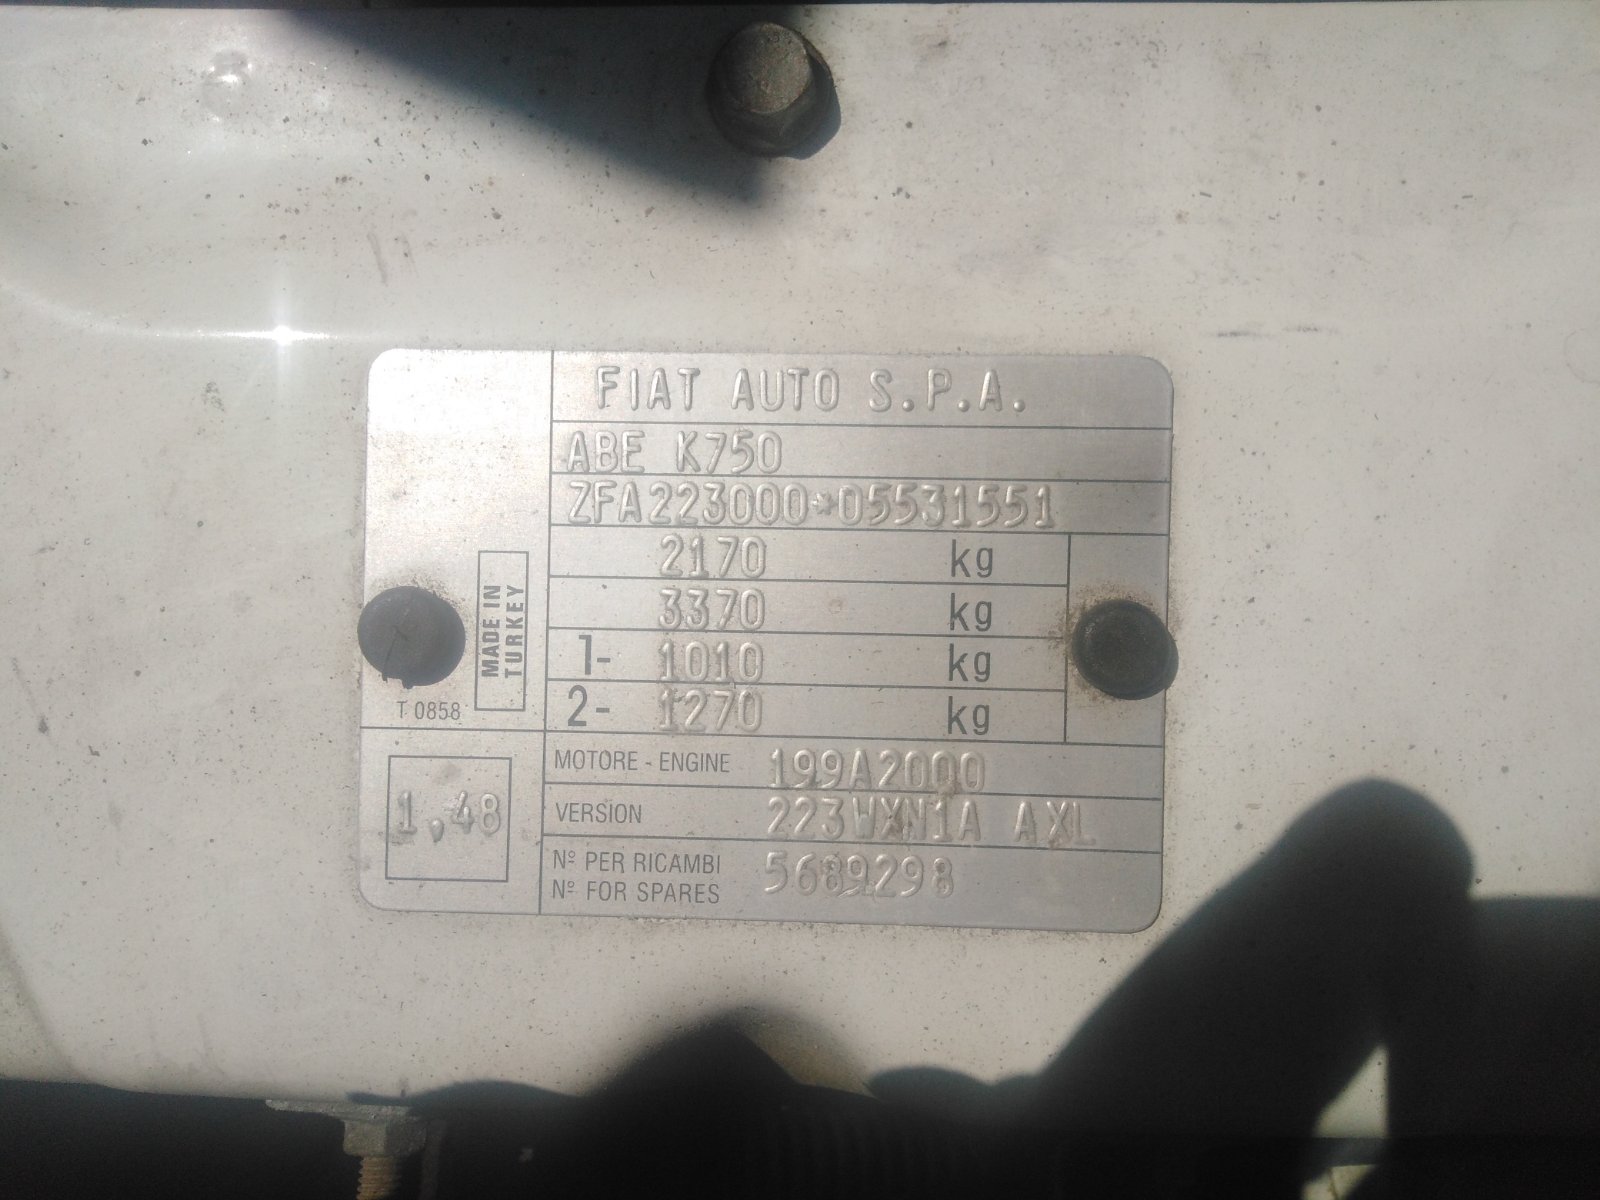 FIAT AUTO S.P.A.
ABE K750
ZFA223000*05531551
2170 kg
3370 kg
1- 1010 kg
2- 1270 kg
MADE IN
TURKEY
T 0858
MOTORE - ENGINE 199A2000
VERSION 223WXN1A AXL
Nº PER RICAMBI
Nº FOR SPARES 5689298
1,48